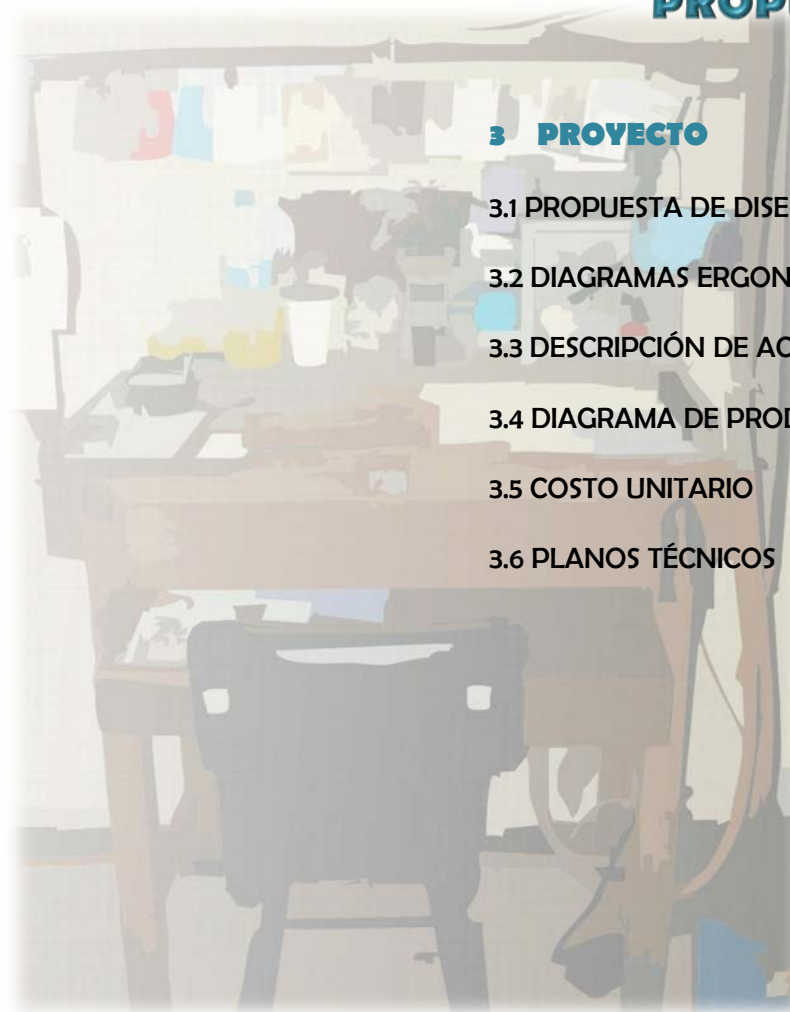 PROP
3 PROYECTO
3.1 PROPUESTA DE DISE
3.2 DIAGRAMAS ERGON
3.3 DESCRIPCIÓN DE AC
3.4 DIAGRAMA DE PROD
3.5 COSTO UNITARIO
3.6 PLANOS TÉCNICOS